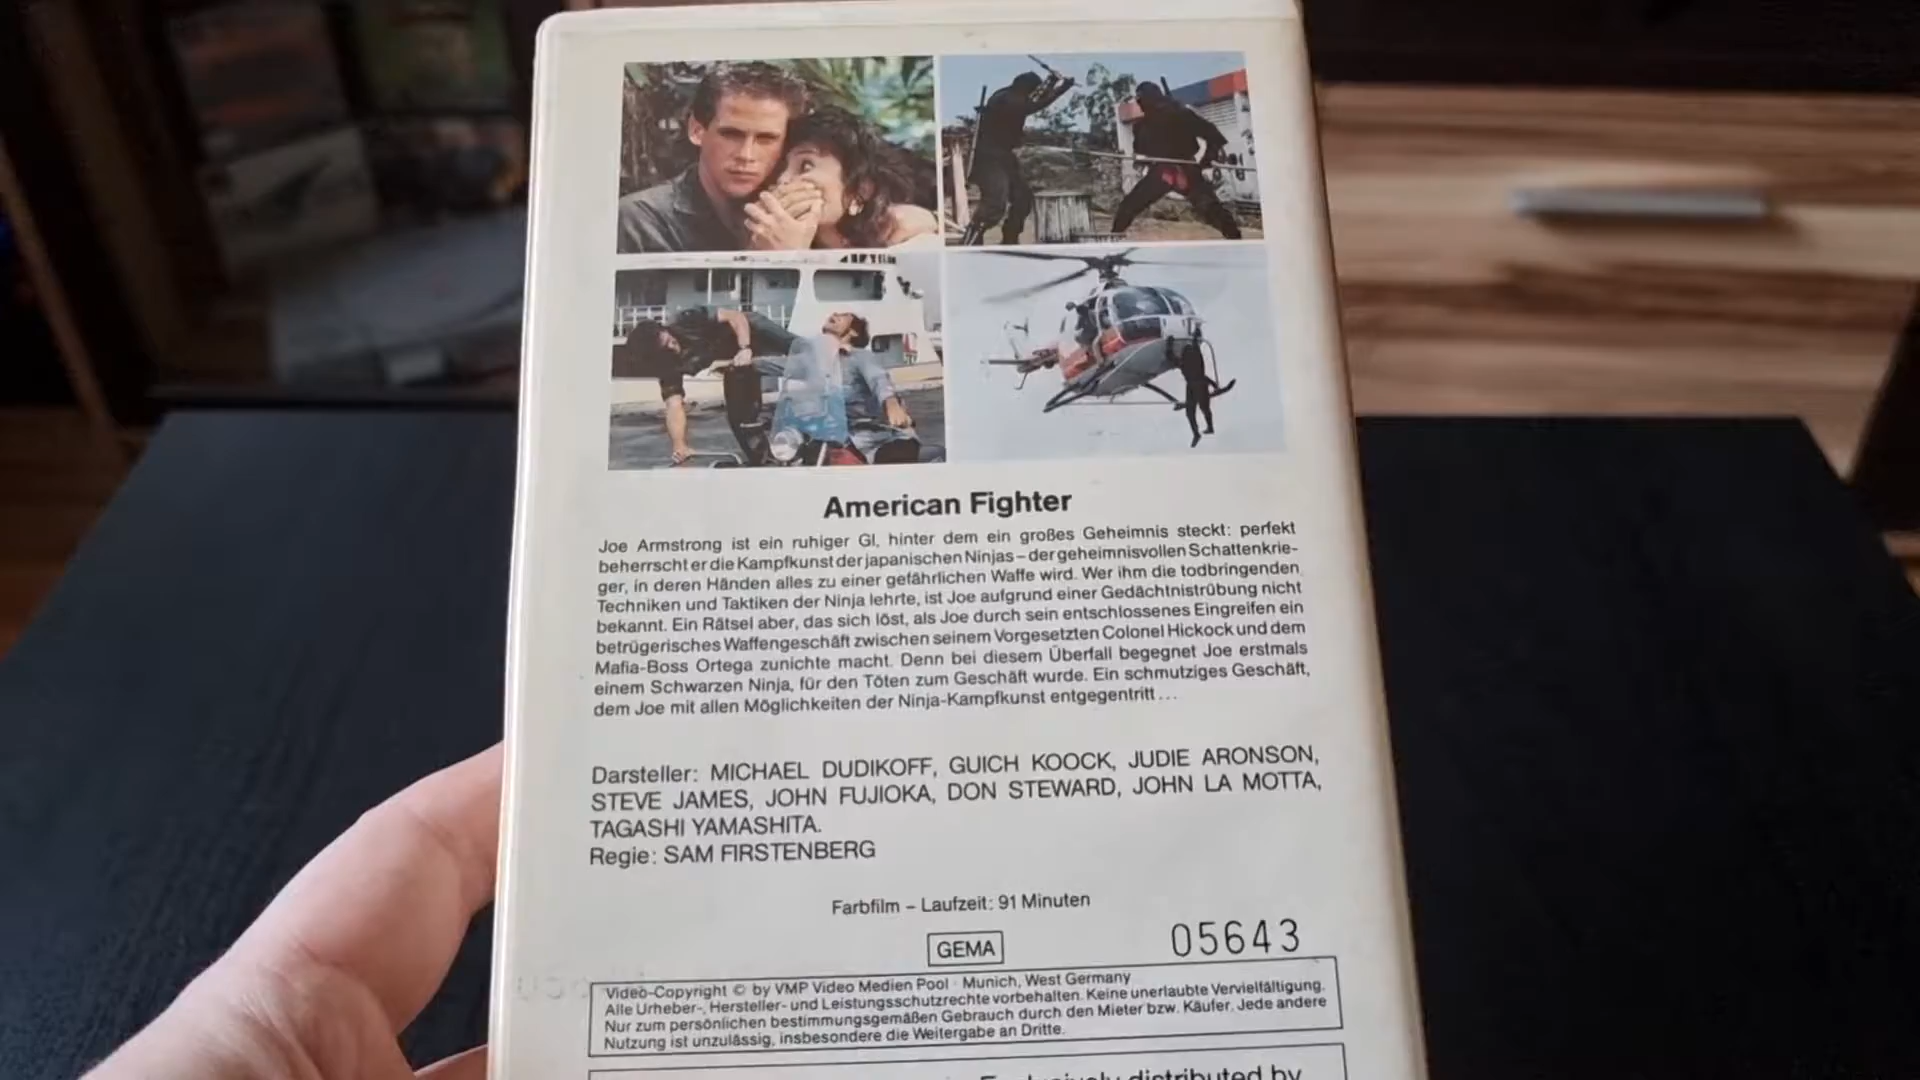 American Fighter
Joe Armstrong ist ein ruhiger GI, hinter dem ein großes Geheimnis steckt: perfekt
beherrscht er die Kampfkunst der japanischen Ninjas – der geheimnisvollen Schattenkrie-
ger, in deren Händen alles zu einer gefährlichen Waffe wird. Wer ihm die todbringenden
Techniken und Taktiken der Ninja lehrte, ist Joe aufgrund einer Gedächtnistrübung nicht
bekannt. Ein Rätsel aber, das sich löst, als Joe durch sein entschlossenes Eingreifen ein
betrügerisches Waffengeschäft zwischen seinem Vorgesetzten Colonel Hickock und dem
Mafia-Boss Ortega zunichte macht. Denn bei diesem Überfall begegnet Joe erstmals
einem Schwarzen Ninja, für den Töten zum Geschäft wurde. Ein schmutziges Geschäft,
dem Joe mit allen Möglichkeiten der Ninja-Kampfkunst entgegentritt...
Darsteller: MICHAEL DUDIKOFF, GUICH KOOCK, JUDIE ARONSON,
STEVE JAMES, JOHN FUJIOKA, DON STEWARD, JOHN LA MOTTA,
TAGASHI YAMASHITA.
Regie: SAM FIRSTENBERG
Farbfilm – Laufzeit: 91 Minuten
GEMA
05643
Video-Copyright © by VMP Video Medien Pool · Munich, West Germany
Alle Urheber-, Hersteller- und Leistungsschutzrechte vorbehalten. Keine unerlaubte Vervielfältigung.
Nur zum persönlichen bestimmungsgemäßen Gebrauch durch den Mieter bzw. Käufer. Jede andere
Nutzung ist unzulässig, insbesondere die Weitergabe an Dritte.
Exclusively distributed by